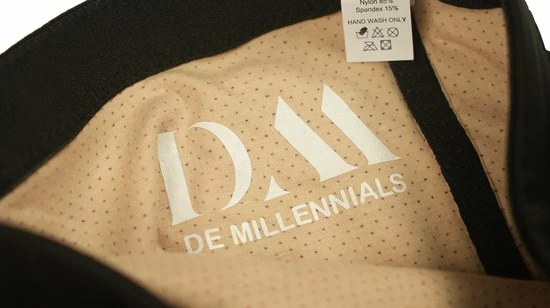 Nylon 85%
Spandex 15%
HAND WASH ONLY
DM
DE MILLENNIALS